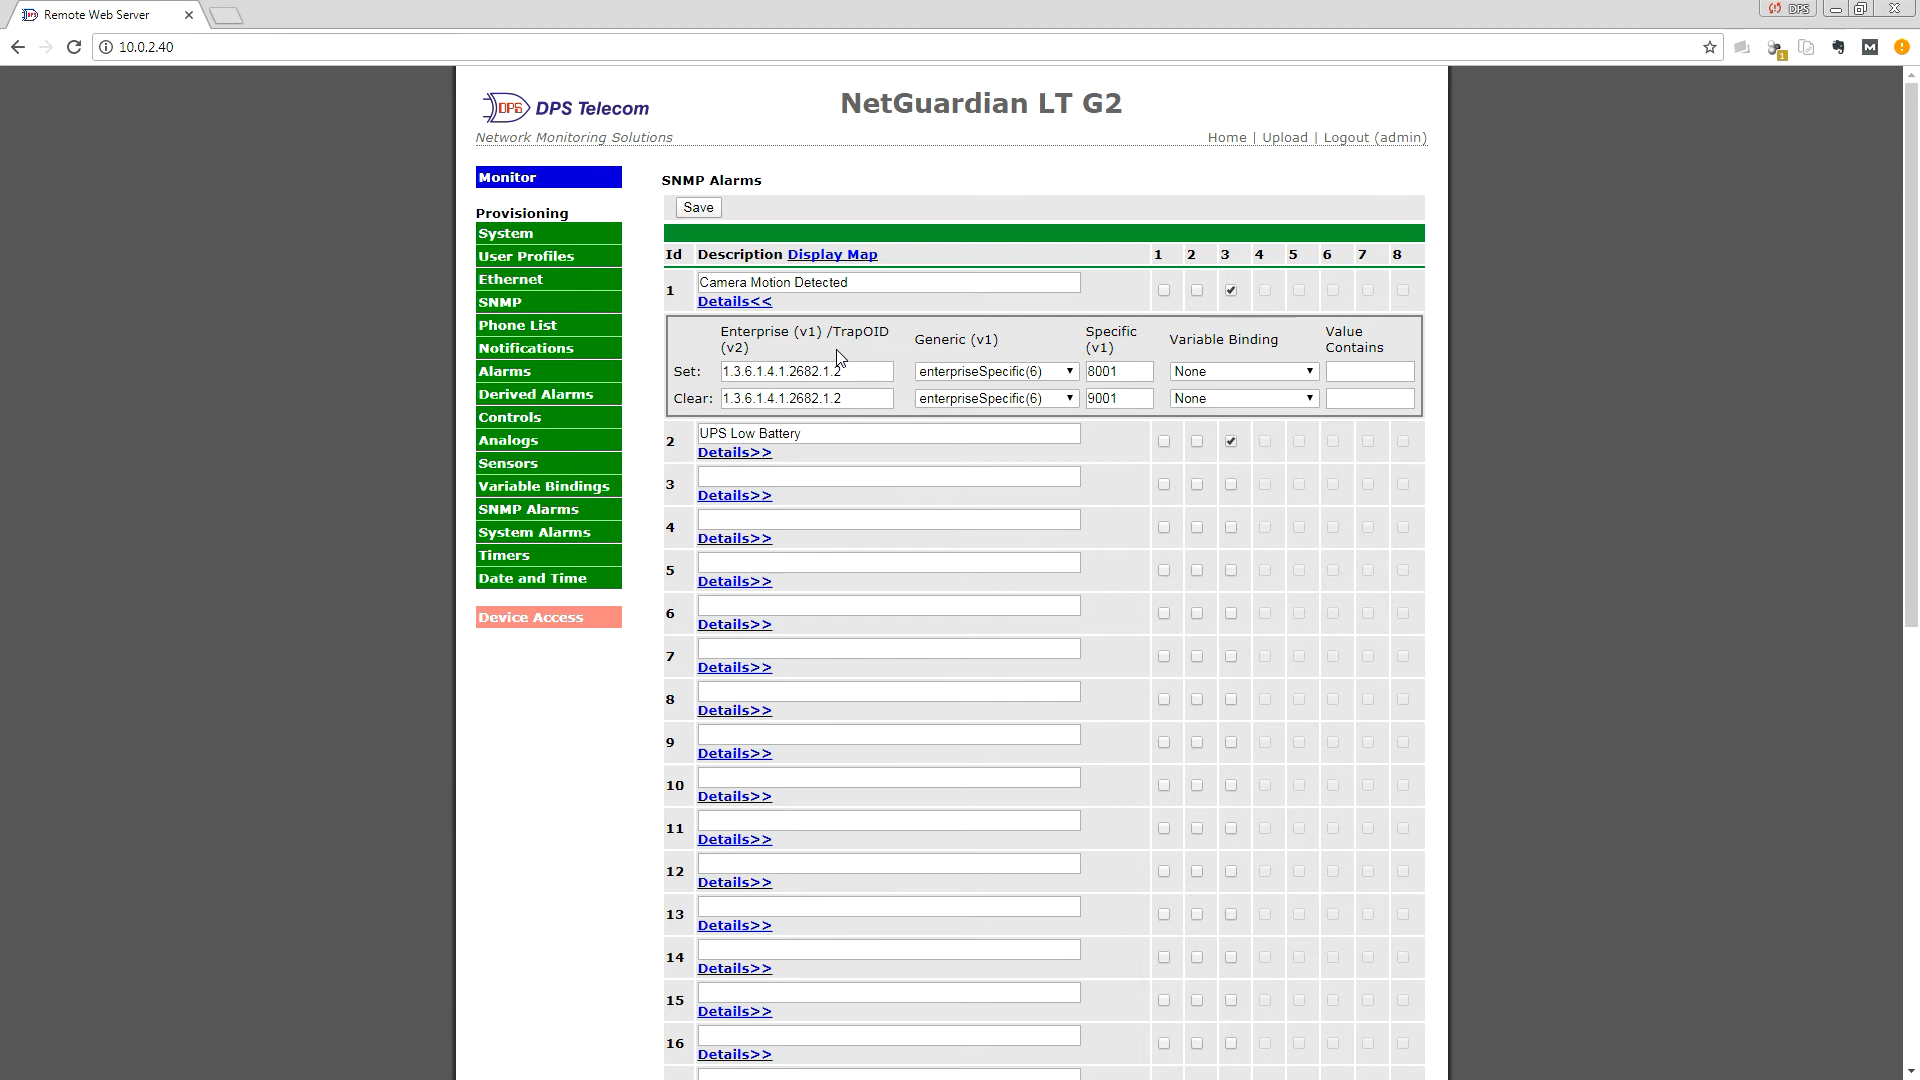 Remote Web Server
DPS
10.0.2.40
1
M
DPS DPS Telecom
NetGuardian LT G2
Network Monitoring Solutions
Home | Upload | Logout (admin)
Monitor
Provisioning
System
User Profiles
Ethernet
SNMP
Phone List
Notifications
Alarms
Derived Alarms
Controls
Analogs
Sensors
Variable Bindings
SNMP Alarms
System Alarms
Timers
Date and Time
Device Access
SNMP Alarms
Save
Id Description Display Map 1 2 3 4 5 6 7 8
1 Camera Motion Detected
Details<<
Enterprise (v1) /TrapOID (v2) Generic (v1) Specific (v1) Variable Binding Value Contains
Set: 1.3.6.1.4.1.2682.1.2 enterpriseSpecific(6) 8001 None
Clear: 1.3.6.1.4.1.2682.1.2 enterpriseSpecific(6) 9001 None
2 UPS Low Battery
Details>>
3
Details>>
4
Details>>
5
Details>>
6
Details>>
7
Details>>
8
Details>>
9
Details>>
10
Details>>
11
Details>>
12
Details>>
13
Details>>
14
Details>>
15
Details>>
16
Details>>